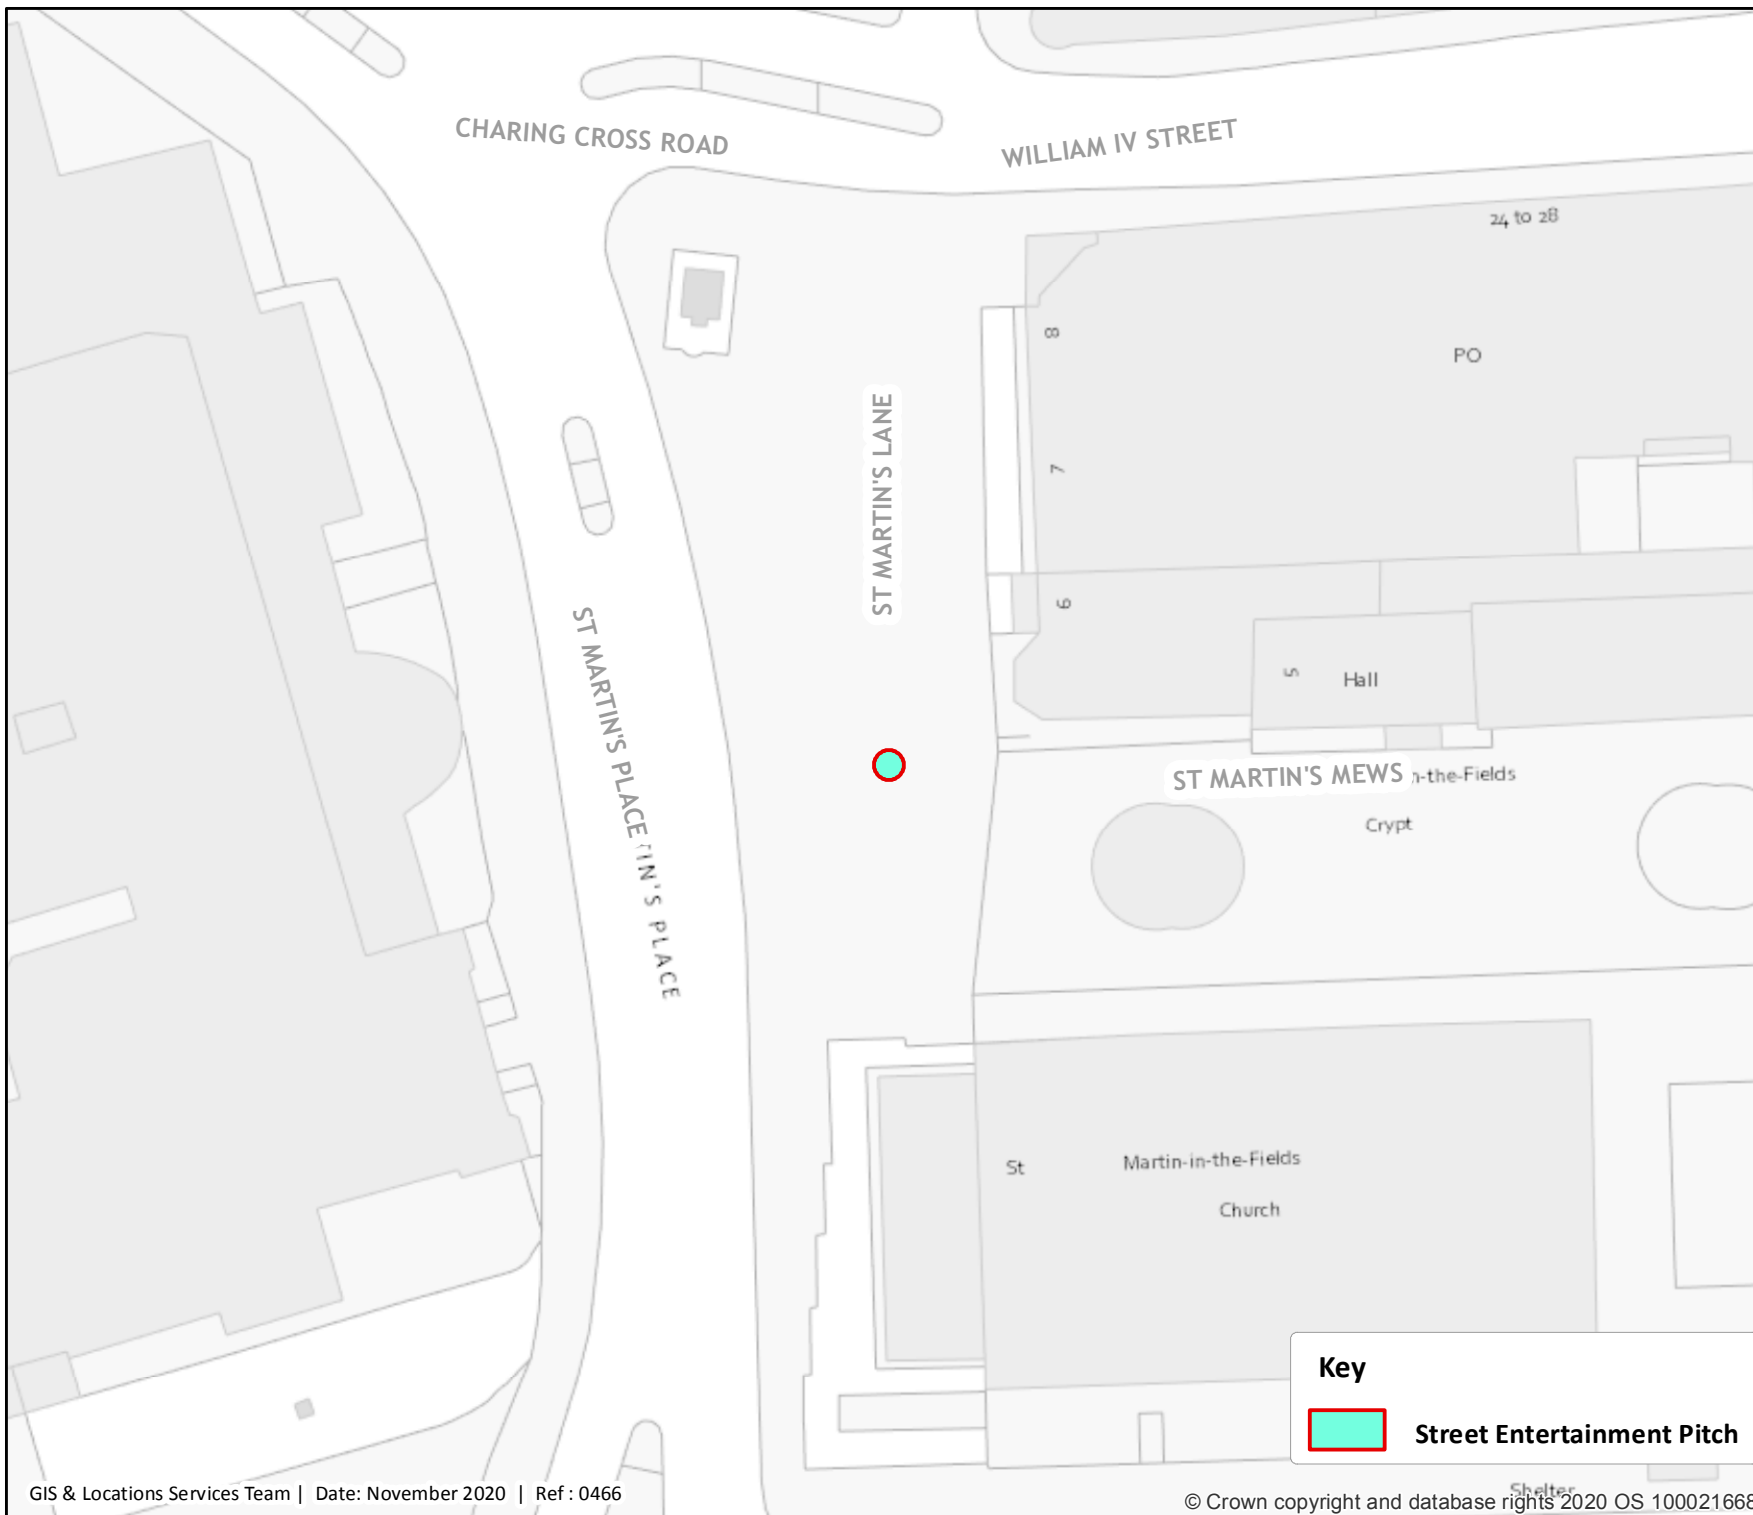 CHARING CROSS ROAD
WILLIAM IV STREET
24 to 28
8
PO
ST MARTIN'S LANE
7
6
ST MARTIN'S PLACE
5
Hall
ST MARTIN'S MEWS
n-the-Fields
Crypt
IN'S PLACE
St Martin-in-the-Fields
Church
Key
Street Entertainment Pitch
Shelter
GIS & Locations Services Team | Date: November 2020 | Ref : 0466
© Crown copyright and database rights 2020 OS 100021668